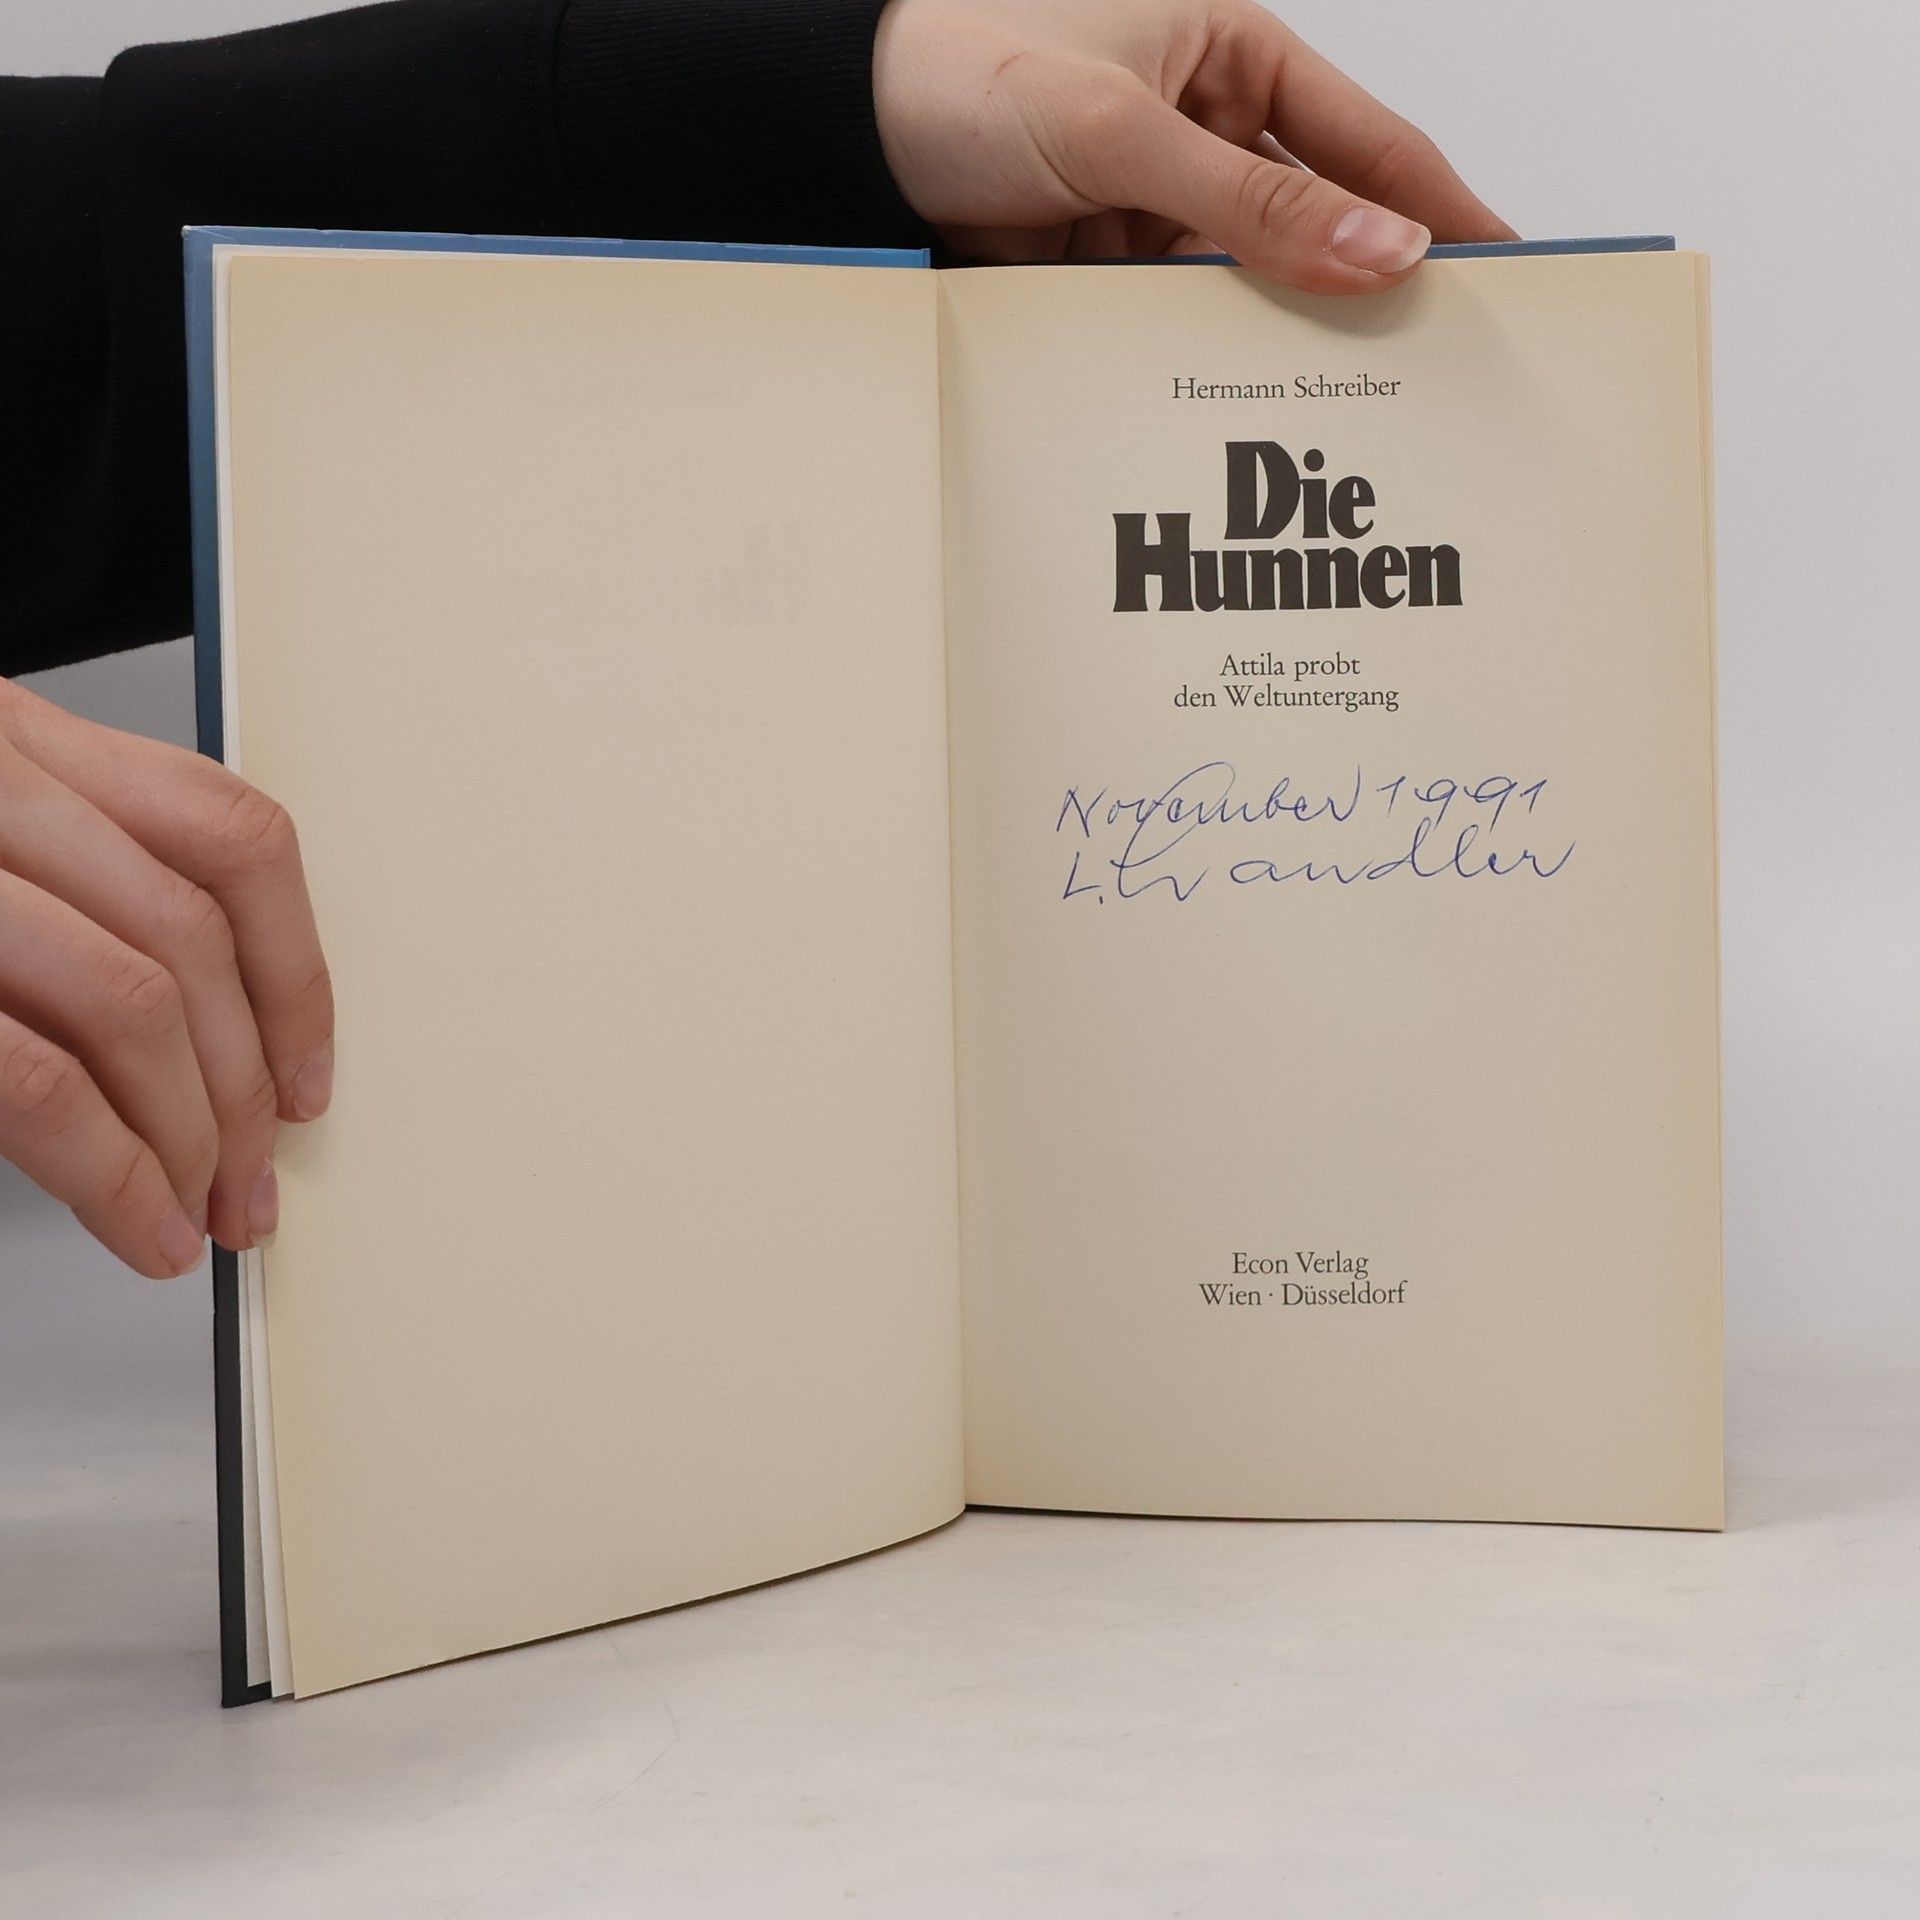 Hermann Schreiber
Die
Hunnen
Attila probt
den Weltuntergang
November 1991
L.
Econ Verlag
Wien · Düsseldorf